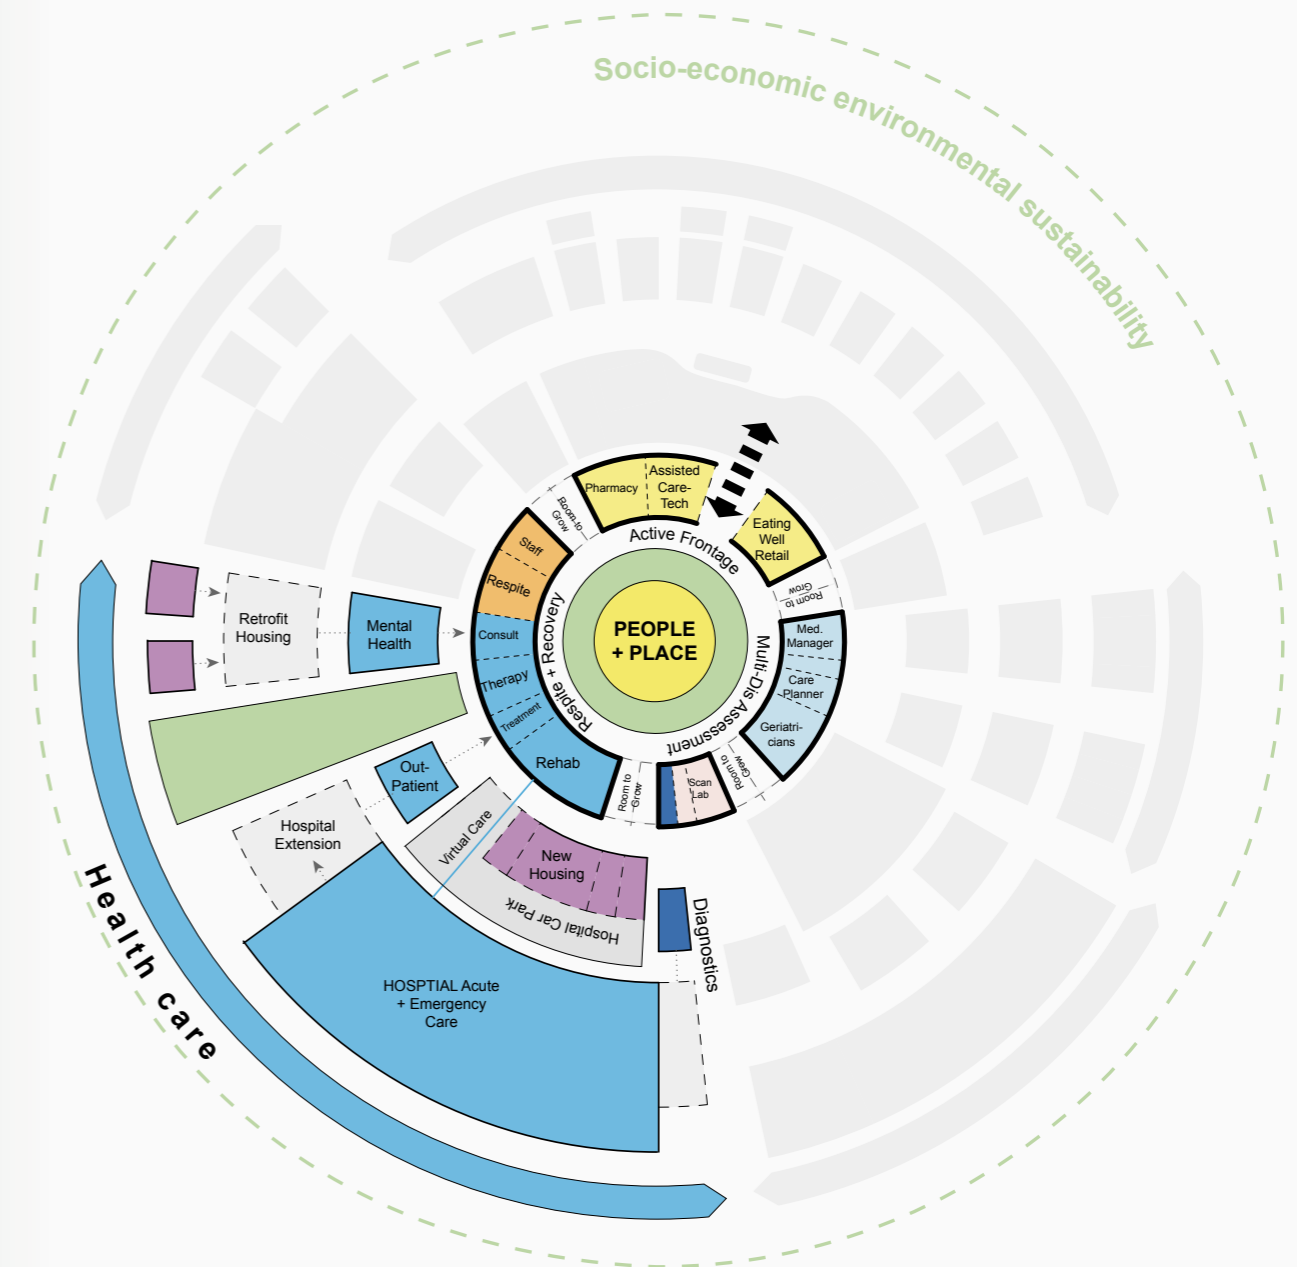 Socio-economic environmental sustainability
Pharmacy
Assisted
Care-
Tech
Room to
Grow
Active Frontage
Eating
Well
Retail
Room to
Grow
Staff
Respite
Consult
Therapy
Treatment
Rehab
Respite + Recovery
PEOPLE
+ PLACE
Multi-Dis Assessment
Med.
Manager
Care
Planner
Geriatri-
cians
Room to
Grow
Scan
Lab
Room to
Grow
Retrofit
Housing
Mental
Health
Out-
Patient
Hospital
Extension
Virtual Care
New
Housing
Hospital Car Park
Diagnostics
HOSPTIAL Acute
+ Emergency
Care
Health care